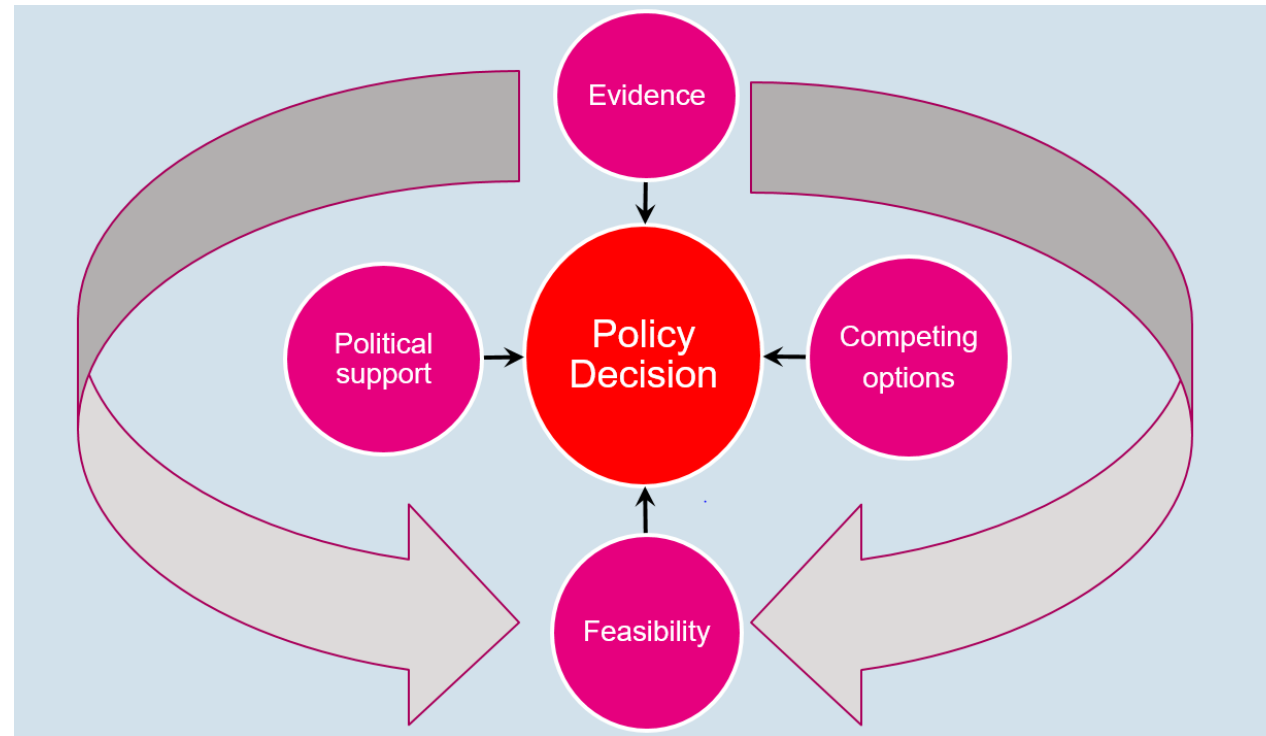 Evidence
Political
support
Policy
Decision
Competing
options
Feasibility